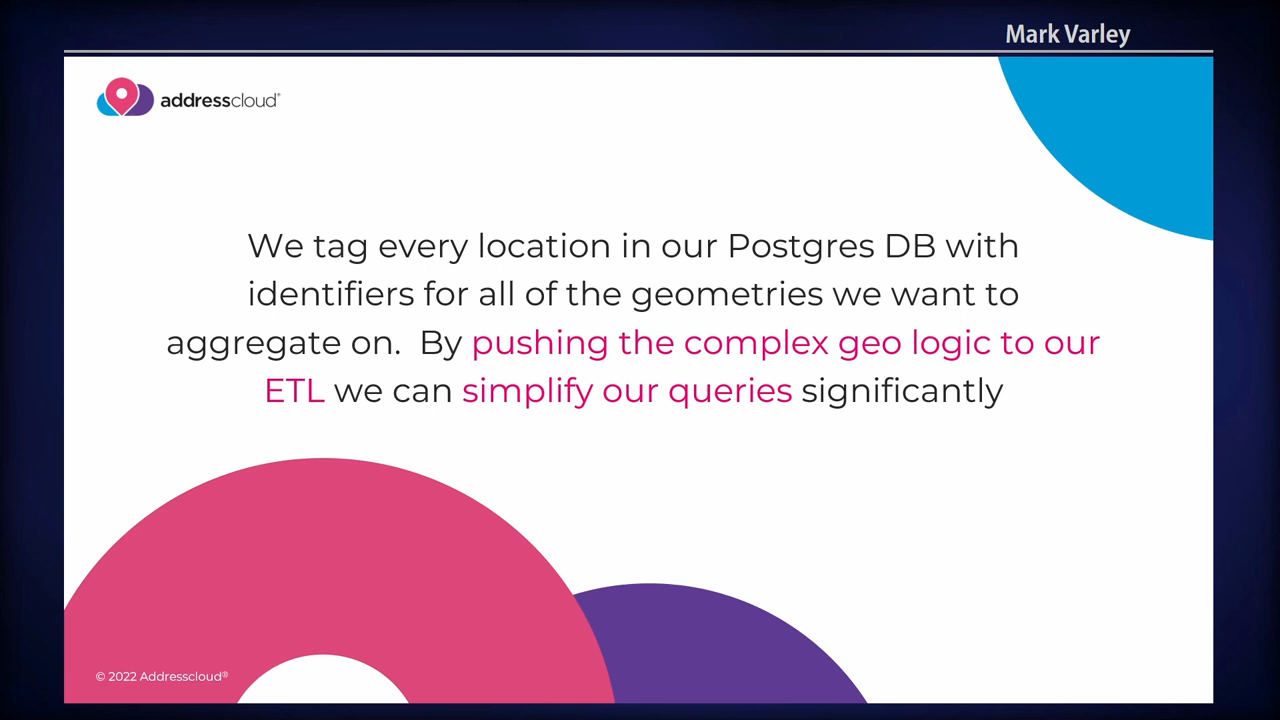 Mark Varley
addresscloud®
We tag every location in our Postgres DB with
identifiers for all of the geometries we want to
aggregate on.  By pushing the complex geo logic to our
ETL we can simplify our queries significantly
© 2022 Addresscloud®